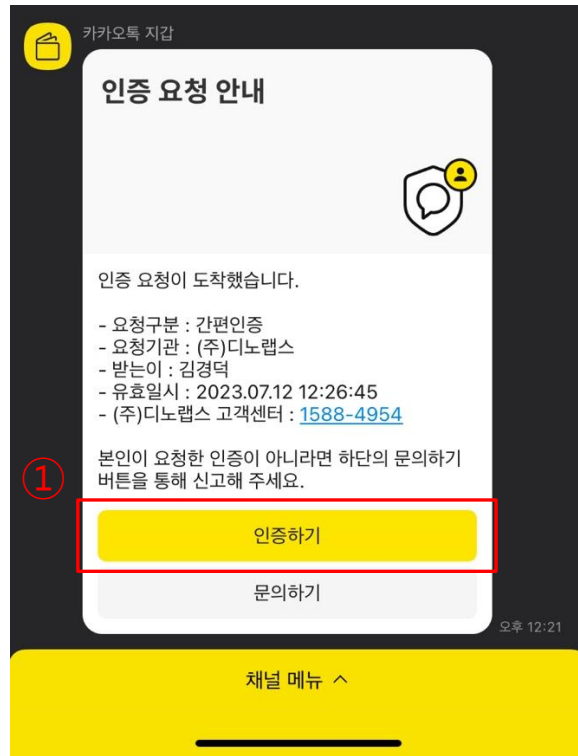 카카오톡 지갑
인증 요청 안내
인증 요청이 도착했습니다.
- 요청구분 : 간편인증
- 요청기관 : (주)디노랩스
- 받는이 : 김경덕
- 유효일시 : 2023.07.12 12:26:45
- (주)디노랩스 고객센터 : 1588-4954
본인이 요청한 인증이 아니라면 하단의 문의하기
버튼을 통해 신고해 주세요.
①
인증하기
문의하기
오후 12:21
채널 메뉴